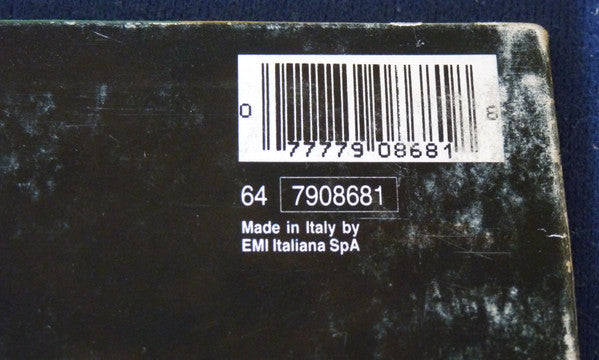 0 77779 08681 8
64 7908681
Made in Italy by
EMI Italiana SpA